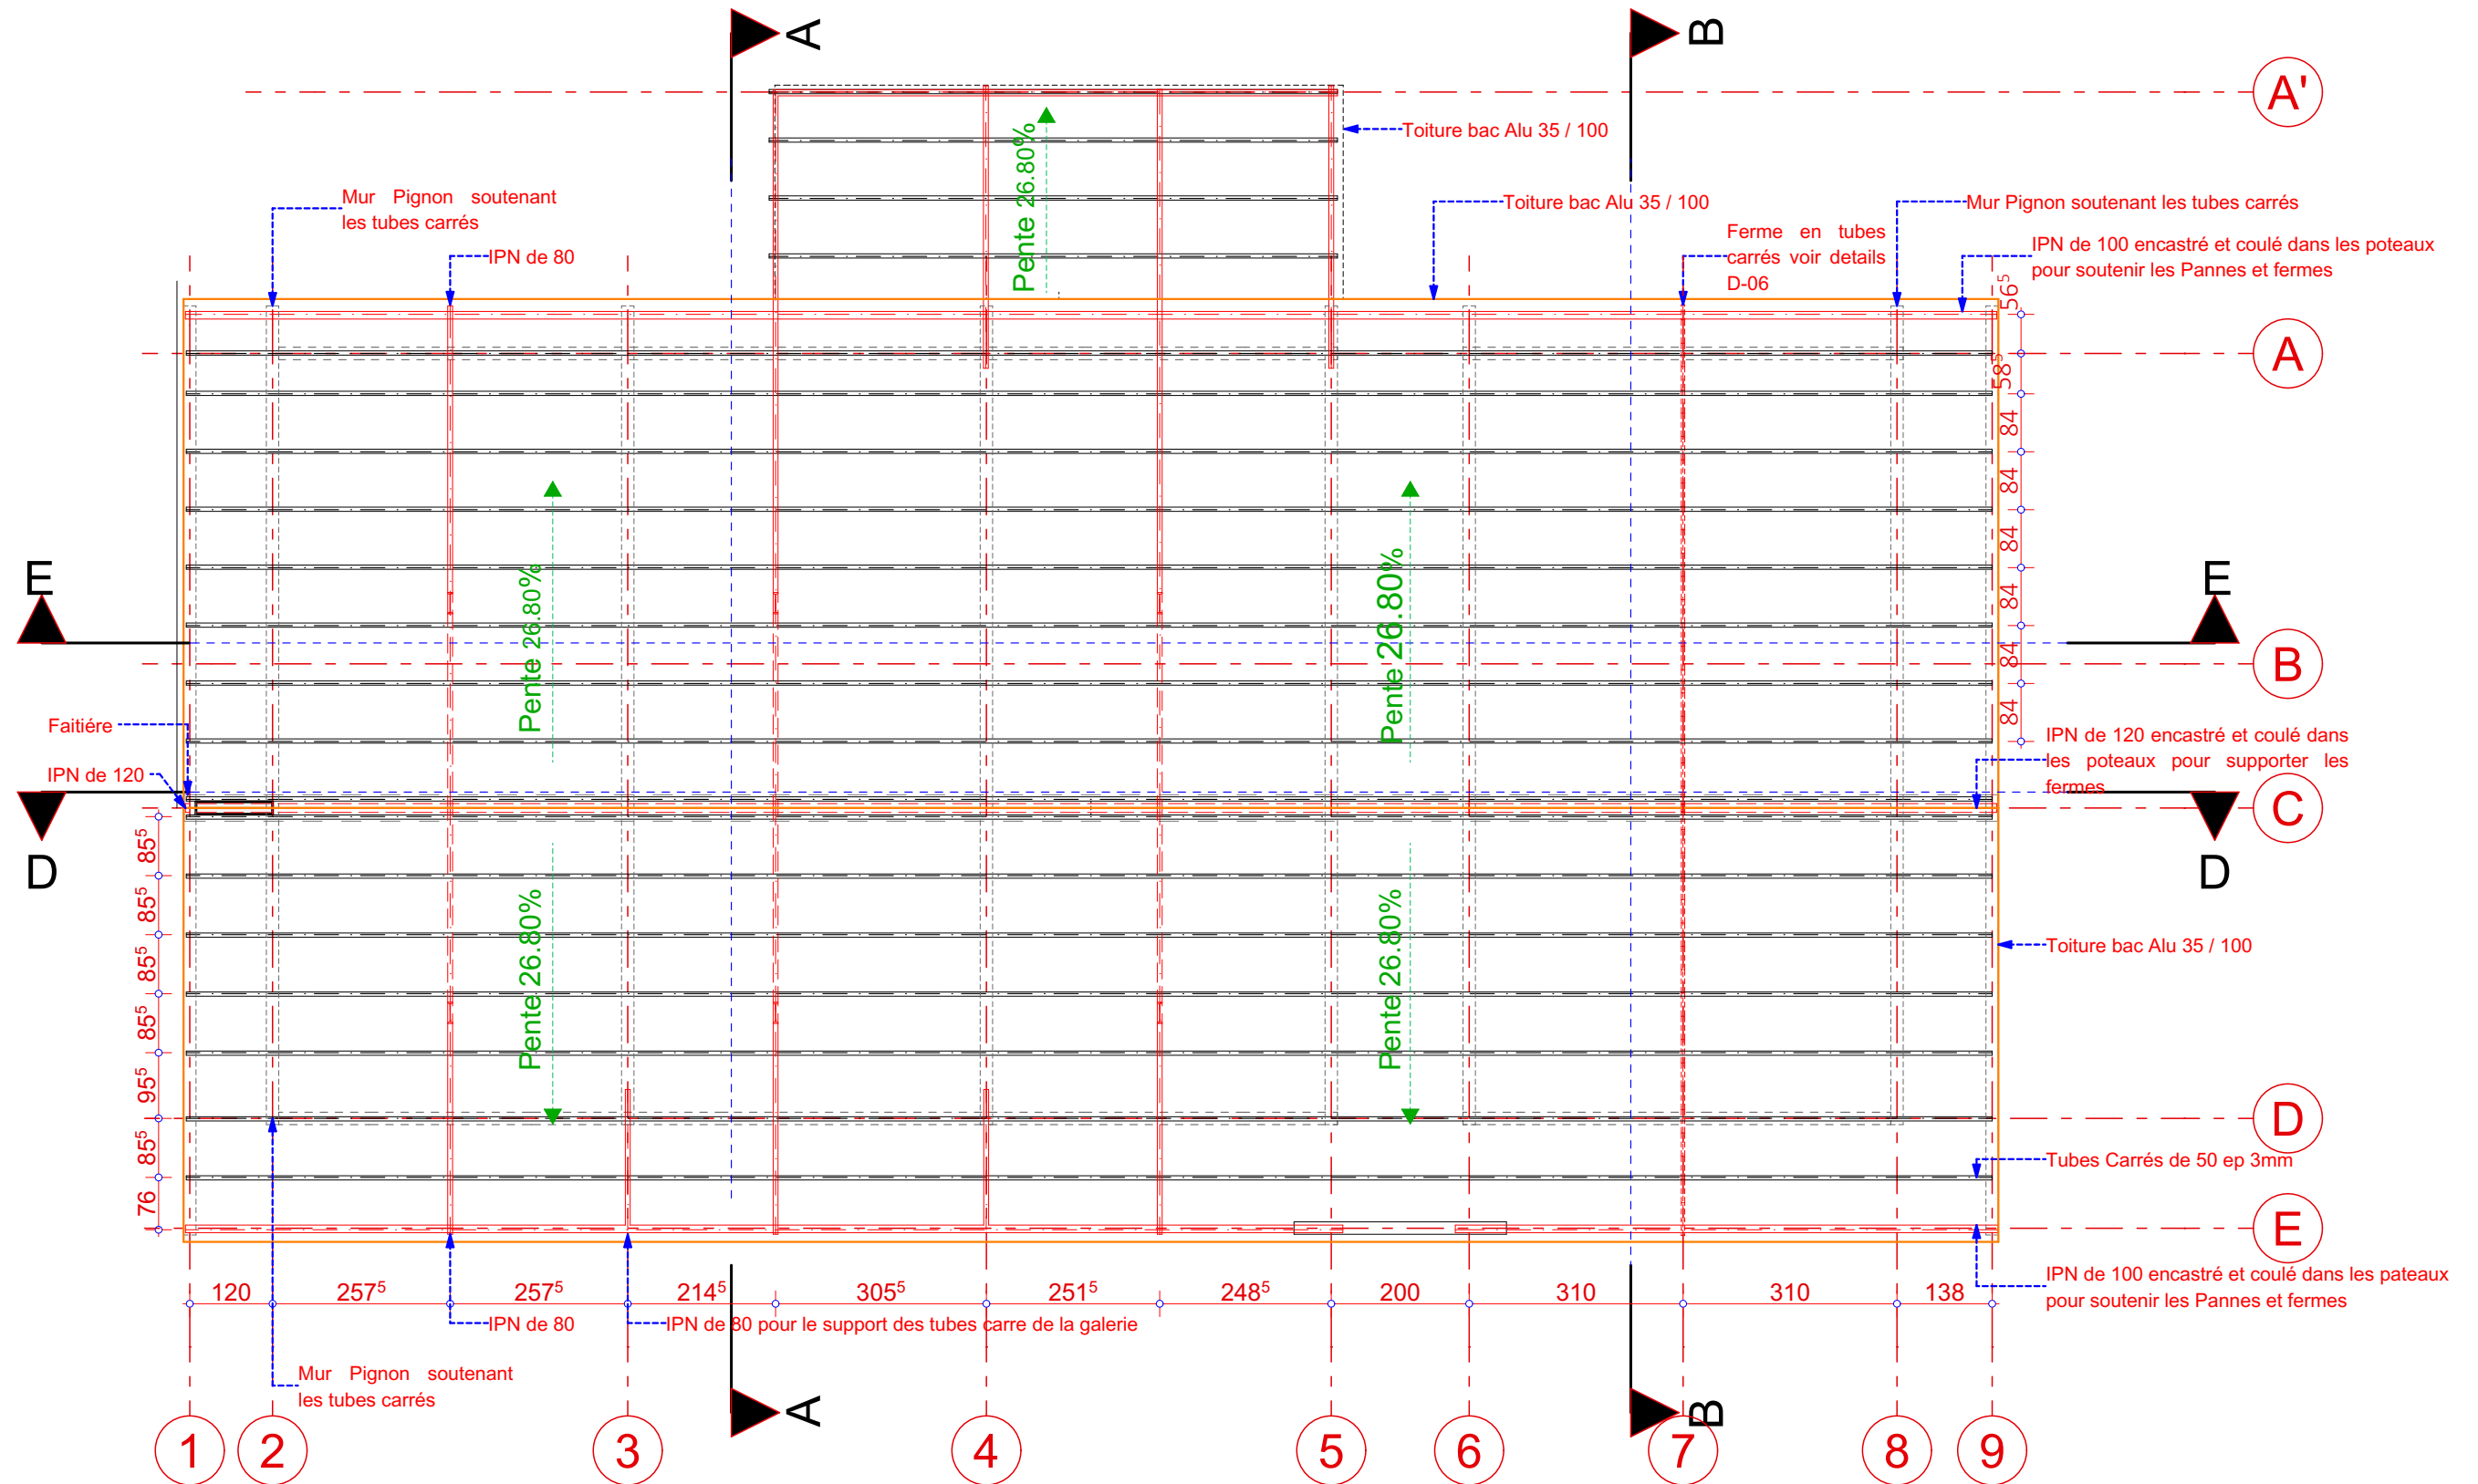 A
B
A'
Toiture bac Alu 35 / 100
Pente 26.80%
Mur Pignon soutenant
les tubes carrés
IPN de 80
Toiture bac Alu 35 / 100
Ferme en tubes
carrés voir details
D-06
Mur Pignon soutenant les tubes carrés
IPN de 100 encastré et coulé dans les poteaux
pour soutenir les Pannes et fermes
56⁵
A
58⁵
84
84
84
84
84
84
E
E
B
Pente 26.80%
Pente 26.80%
Faitiére
IPN de 120
IPN de 120 encastré et coulé dans
les poteaux pour supporter les
fermes
C
D
D
85⁵
85⁵
85⁵
85⁵
95⁵
85⁵
76
Pente 26.80%
Pente 26.80%
Toiture bac Alu 35 / 100
D
Tubes Carrés de 50 ep 3mm
E
IPN de 100 encastré et coulé dans les pateaux
pour soutenir les Pannes et fermes
120 257⁵ 257⁵ 214⁵ 305⁵ 251⁵ 248⁵ 200 310 310 138
IPN de 80
IPN de 80 pour le support des tubes carre de la galerie
Mur Pignon soutenant
les tubes carrés
A
B
1 2 3 4 5 6 7 8 9